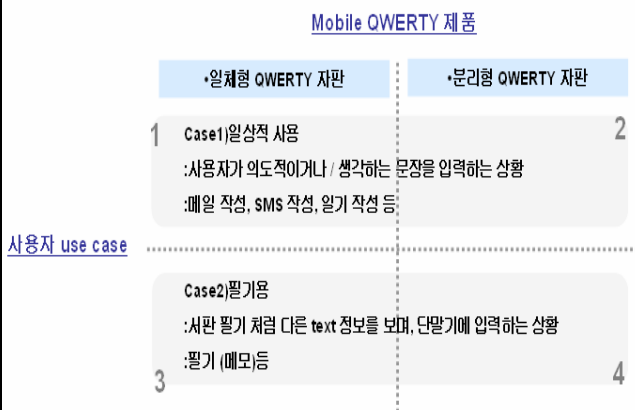 Mobile QWERTY 제품
•일체형 QWERTY 자판
•분리형 QWERTY 자판
1
2
Case1)일상적 사용
:사용자가 의도적이거나 / 생각하는 문장을 입력하는 상황
:메일 작성, SMS 작성, 일기 작성 등
사용자 use case
Case2)필기용
:서판 필기 처럼 다른 text 정보를 보며, 단말기에 입력하는 상황
:필기 (메모)등
3
4